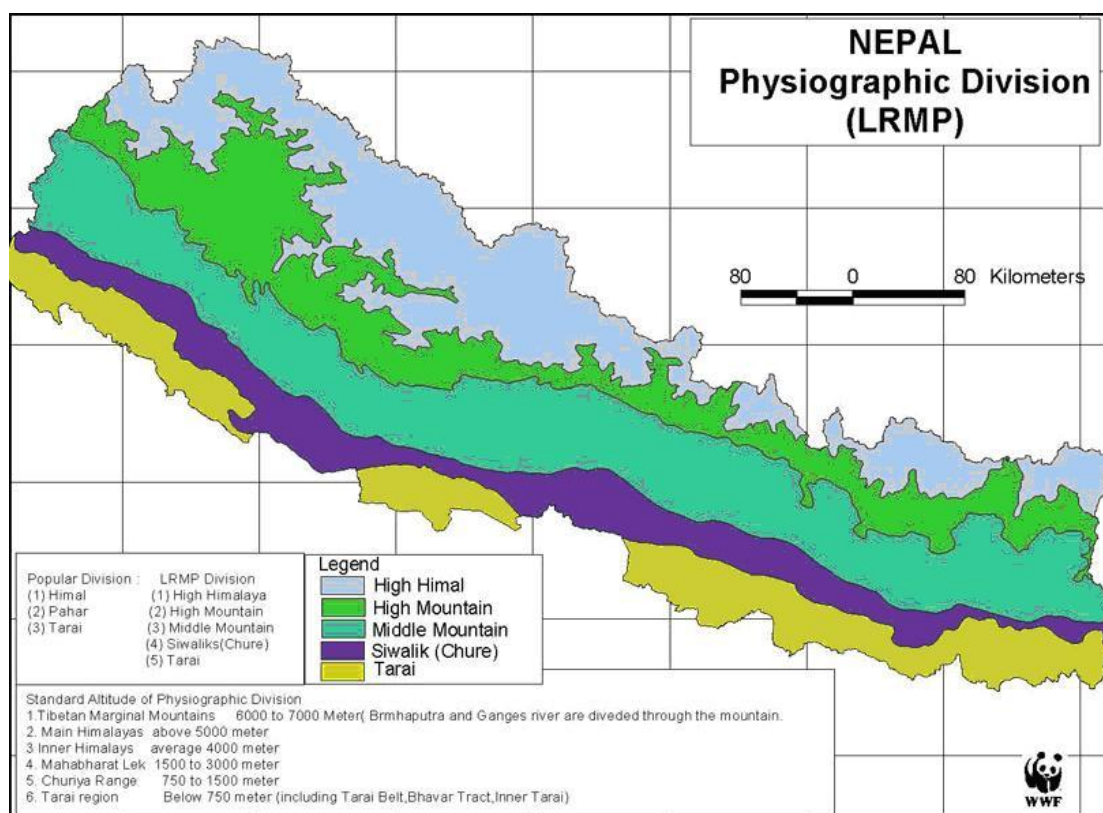 NEPAL
Physiographic Division
(LRMP)
80 0 80 Kilometers
Popular Division : LRMP Division
(1) Himal (1) High Himalaya
(2) Pahar (2) High Mountain
(3) Tarai (3) Middle Mountain
(4) Siwaliks(Chure)
(5) Tarai
Legend
High Himal
High Mountain
Middle Mountain
Siwalik (Chure)
Tarai
Standard Altitude of Physiographic Division
1.Tibetan Marginal Mountains 6000 to 7000 Meter( Brmhaputra and Ganges river are diveded through the mountain.
2. Main Himalayas above 5000 meter
3 Inner Himalays average 4000 meter
4. Mahabharat Lek 1500 to 3000 meter
5. Churiya Range 750 to 1500 meter
6. Tarai region Below 750 meter (including Tarai Belt,Bhavar Tract,Inner Tarai)
WWF